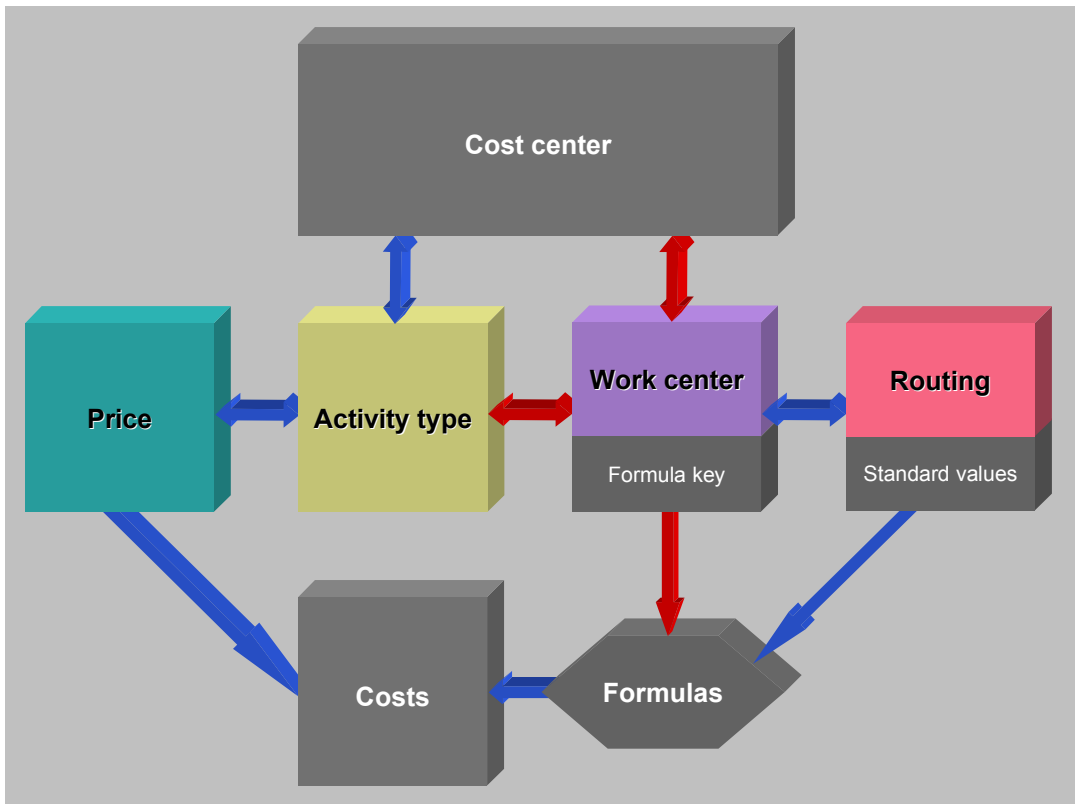 Cost center
Price
Activity type
Work center
Formula key
Routing
Standard values
Costs
Formulas